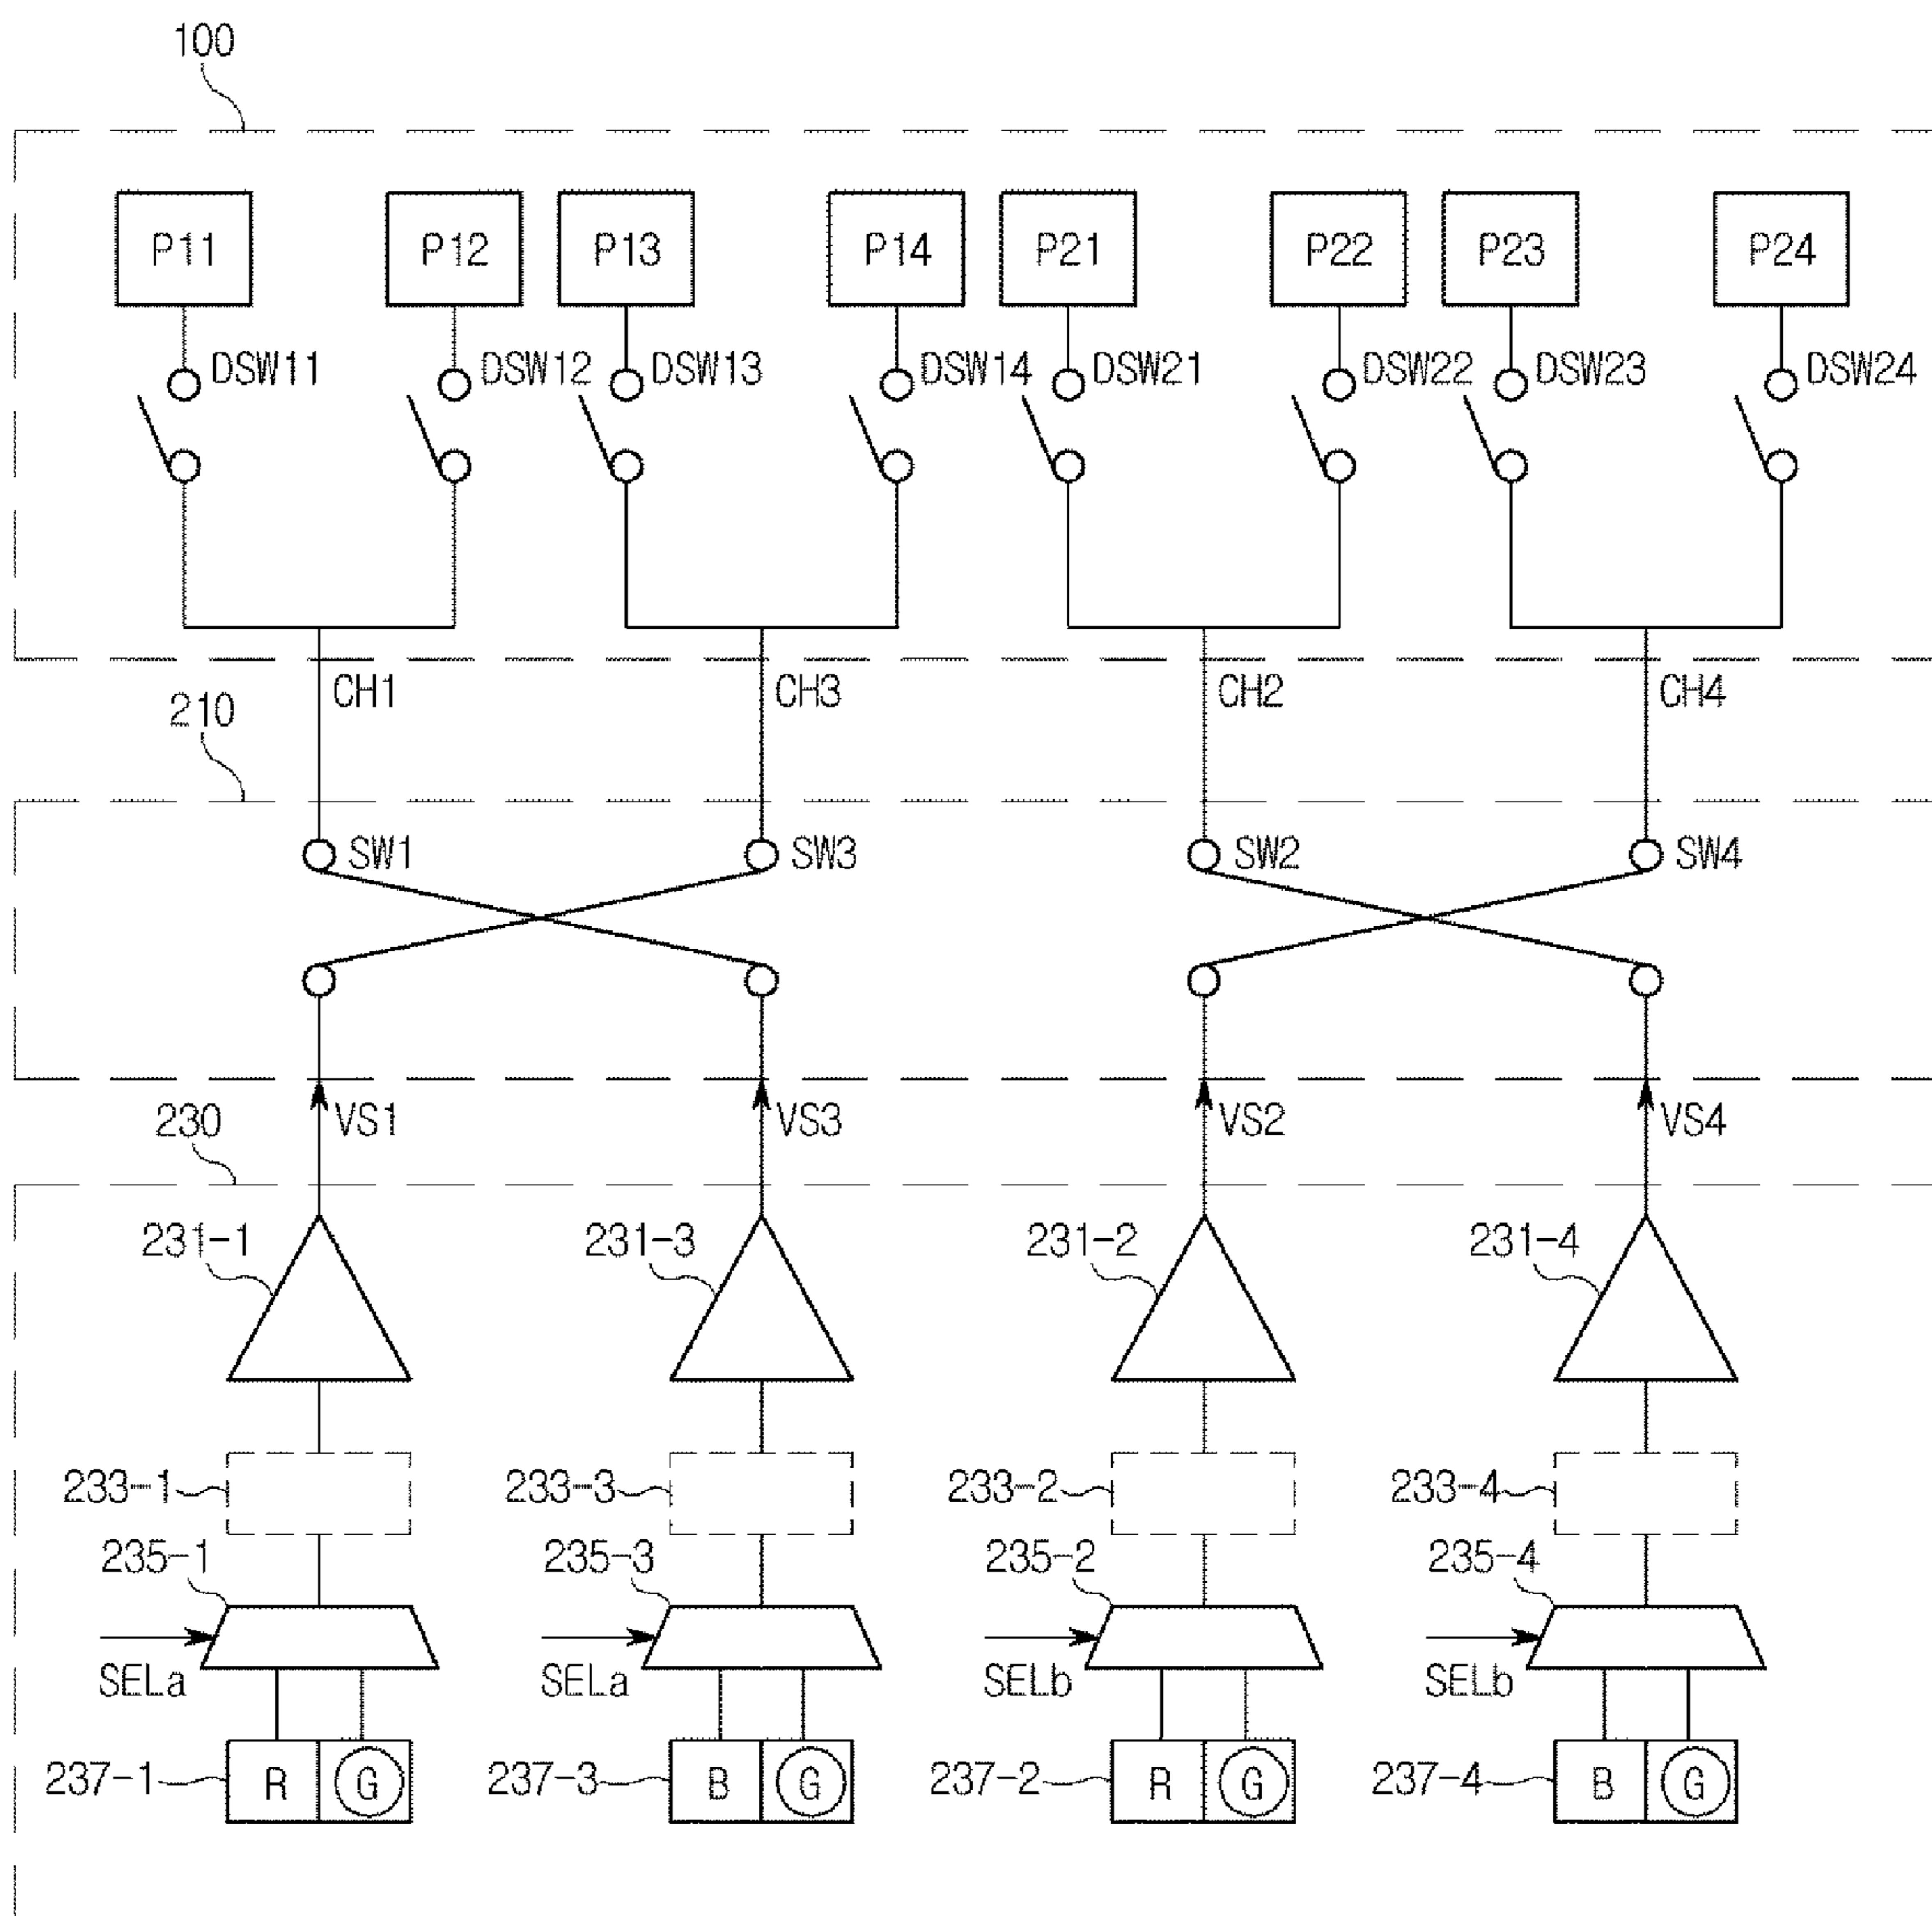 100
P11 P12 P13 P14 P21 P22 P23 P24
DSW11 DSW12 DSW13 DSW14 DSW21 DSW22 DSW23 DSW24
CH1 CH3 CH2 CH4
210
SW1 SW3 SW2 SW4
VS1 VS3 VS2 VS4
230
231-1 231-3 231-2 231-4
233-1 233-3 233-2 233-4
235-1 235-3 235-2 235-4
SELa SELa SELb SELb
237-1 R G 237-3 B G 237-2 R G 237-4 B G